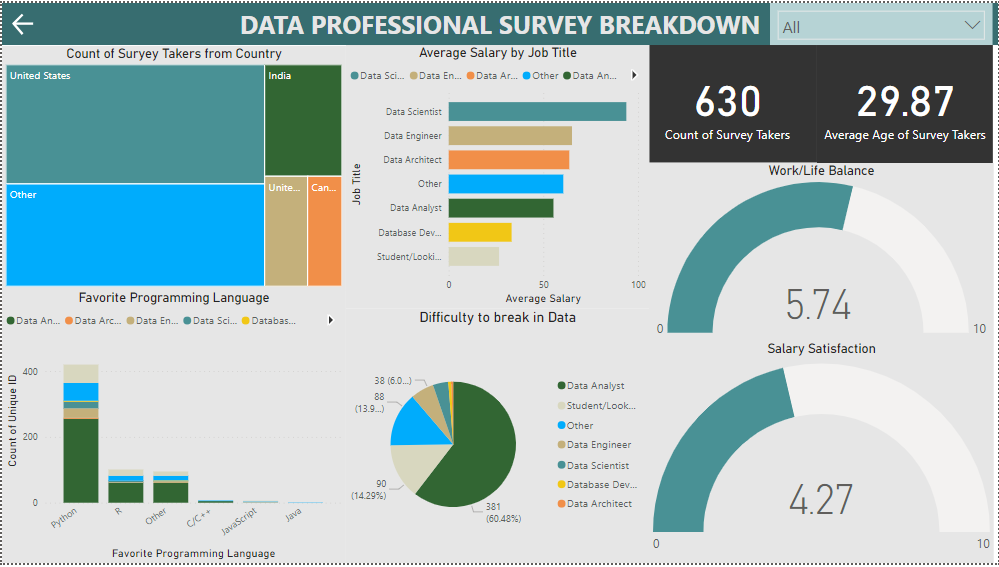 DATA PROFESSIONAL SURVEY BREAKDOWN
All
Count of Survey Takers from Country
United States
India
Other
Unite...
Can...
Average Salary by Job Title
Data Sci...
Data En...
Data Ar...
Other
Data An...
Job Title
Data Scientist
Data Engineer
Data Architect
Other
Data Analyst
Database Dev...
Student/Looki...
0
50
100
Average Salary
630
Count of Survey Takers
29.87
Average Age of Survey Takers
Work/Life Balance
5.74
0
10
Favorite Programming Language
Data An...
Data Arc...
Data En...
Data Sci...
Databas...
Count of Unique ID
400
200
0
Python
R
Other
C/C++
JavaScript
Java
Favorite Programming Language
Difficulty to break in Data
38 (6.0...)
88
(13.9...)
90
(14.29%)
381
(60.48%)
Data Analyst
Student/Look...
Other
Data Engineer
Data Scientist
Database Dev...
Data Architect
Salary Satisfaction
4.27
0
10